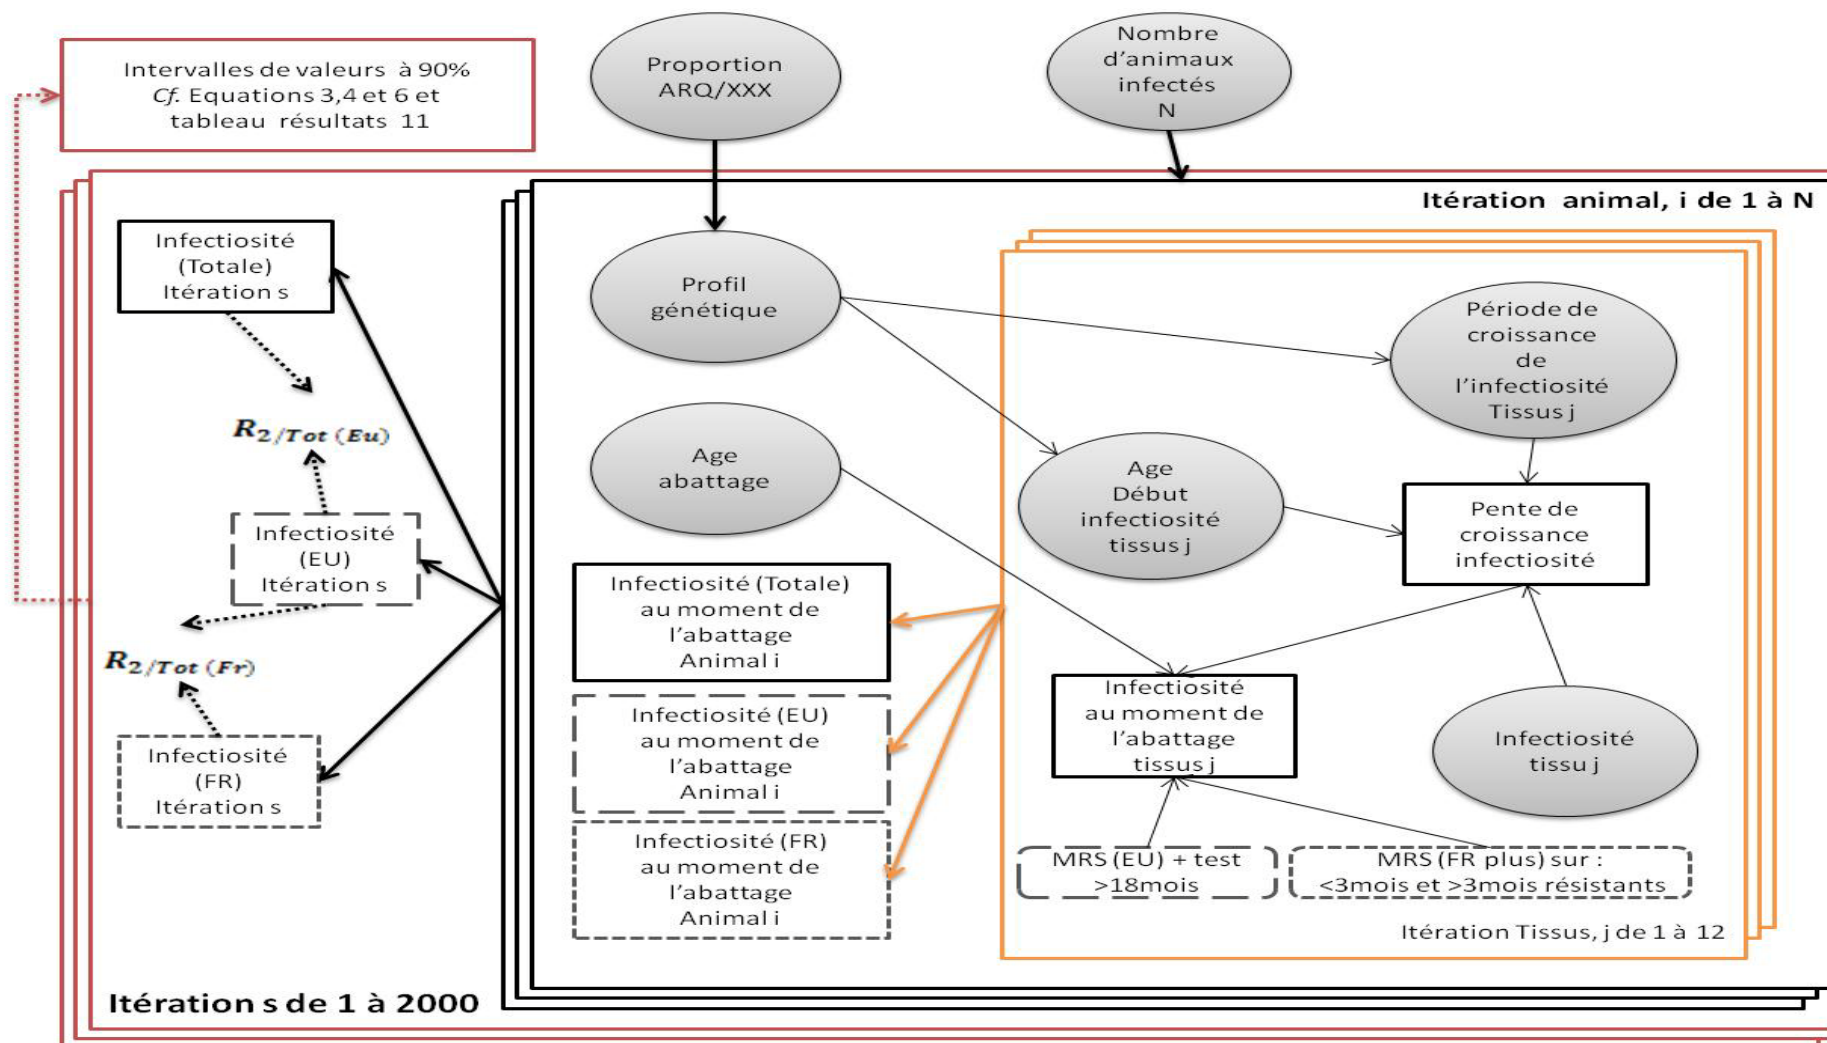 Intervalles de valeurs à 90%
Cf. Equations 3,4 et 6 et
tableau résultats 11
Proportion
ARQ/XXX
Nombre
d'animaux
infectés
N
Itération animal, i de 1 à N
Infectiosité
(Totale)
Itération s
R2/Tot (Eu)
Infectiosité
(EU)
Itération s
R2/Tot (Fr)
Infectiosité
(FR)
Itération s
Itération s de 1 à 2000
Profil
génétique
Age
abattage
Infectiosité (Totale)
au moment de
l'abattage
Animal i
Infectiosité (EU)
au moment de
l'abattage
Animal i
Infectiosité (FR)
au moment de
l'abattage
Animal i
Période de
croissance
de
l'infectiosité
Tissus j
Age
Début
infectiosité
tissus j
Pente de
croissance
infectiosité
Infectiosité
au moment de
l'abattage
tissus j
Infectiosité
tissu j
MRS (EU) + test
>18mois
MRS (FR plus) sur :
<3mois et >3mois résistants
Itération Tissus, j de 1 à 12